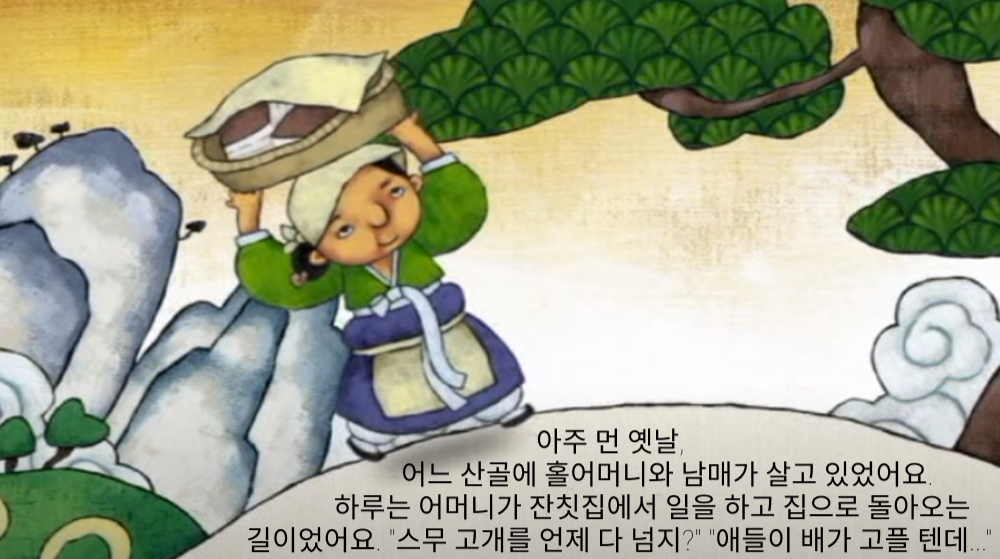 아주 먼 옛날,
어느 산골에 홀어머니와 남매가 살고 있었어요.
하루는 어머니가 잔칫집에서 일을 하고 집으로 돌아오는
길이었어요. "스무 고개를 언제 다 넘지?" "애들이 배가 고플 텐데..."